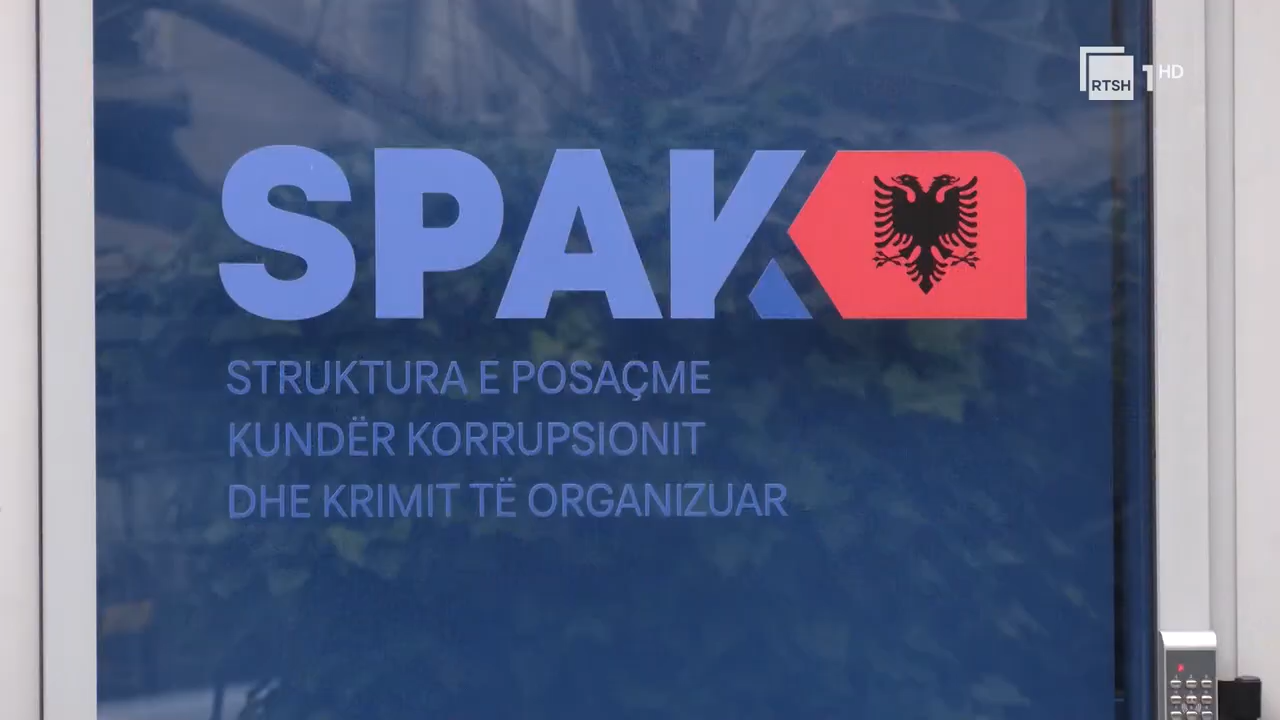 RTSH 1 HD
SPAK
STRUKTURA E POSAÇME
KUNDËR KORRUPSIONIT
DHE KRIMIT TË ORGANIZUAR